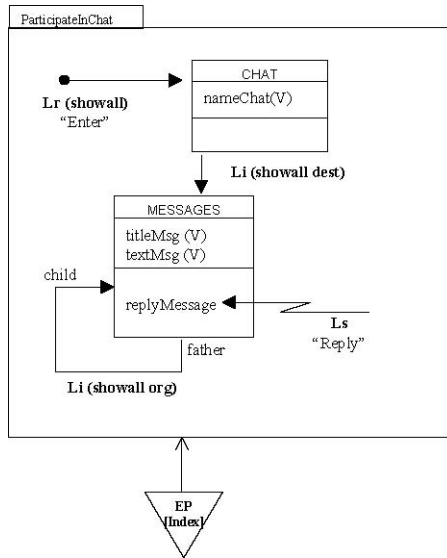 ParticipateInChat
CHAT
nameChat(V)
Lr (showall)
"Enter"
Li (showall dest)
MESSAGES
titleMsg (V)
textMsg (V)
child
replyMessage
Ls
"Reply"
father
Li (showall org)
EP
[Index]